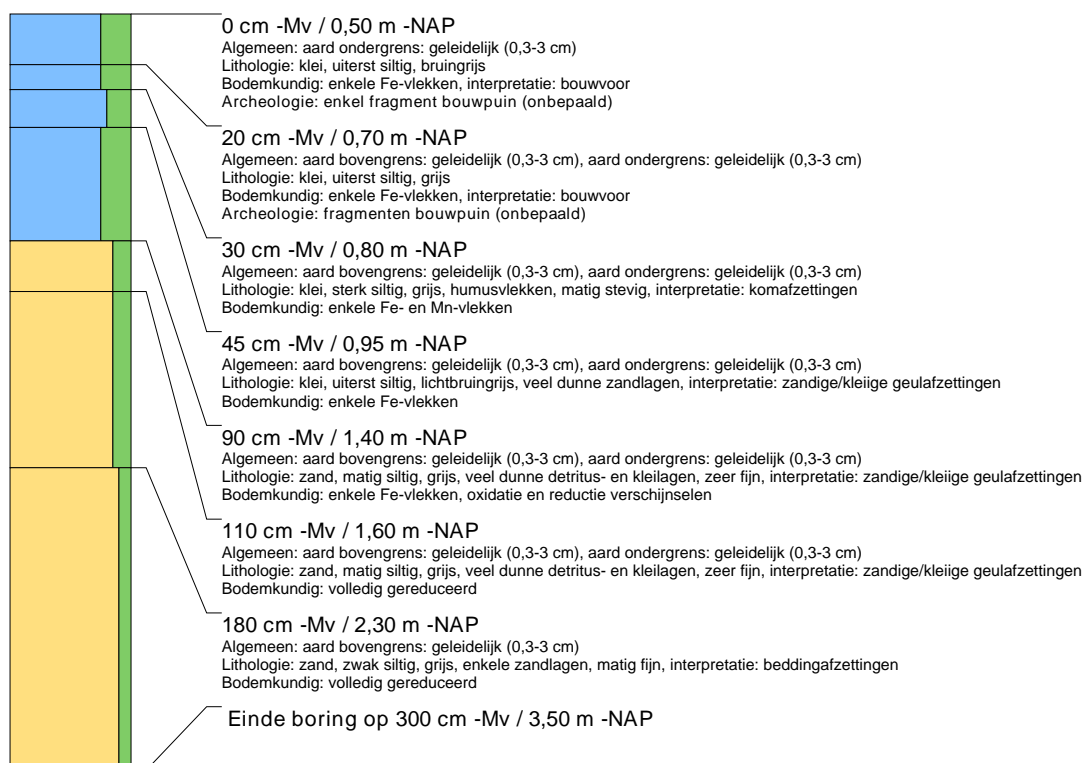 0 cm -Mv / 0,50 m -NAP
Algemeen: aard ondergrens: geleidelijk (0,3-3 cm)
Lithologie: klei, uiterst siltig, bruingrijs
Bodemkundig: enkele Fe-vlekken, interpretatie: bouwvoor
Archeologie: enkel fragment bouwpuin (onbepaald)
20 cm -Mv / 0,70 m -NAP
Algemeen: aard bovengrens: geleidelijk (0,3-3 cm), aard ondergrens: geleidelijk (0,3-3 cm)
Lithologie: klei, uiterst siltig, grijs
Bodemkundig: enkele Fe-vlekken, interpretatie: bouwvoor
Archeologie: fragmenten bouwpuin (onbepaald)
30 cm -Mv / 0,80 m -NAP
Algemeen: aard bovengrens: geleidelijk (0,3-3 cm), aard ondergrens: geleidelijk (0,3-3 cm)
Lithologie: klei, sterk siltig, grijs, humusvlekken, matig stevig, interpretatie: komafzettingen
Bodemkundig: enkele Fe- en Mn-vlekken
45 cm -Mv / 0,95 m -NAP
Algemeen: aard bovengrens: geleidelijk (0,3-3 cm), aard ondergrens: geleidelijk (0,3-3 cm)
Lithologie: klei, uiterst siltig, lichtbruingrijs, veel dunne zandlagen, interpretatie: zandige/kleiige geulafzettingen
Bodemkundig: enkele Fe-vlekken
90 cm -Mv / 1,40 m -NAP
Algemeen: aard bovengrens: geleidelijk (0,3-3 cm), aard ondergrens: geleidelijk (0,3-3 cm)
Lithologie: zand, matig siltig, grijs, veel dunne detritus- en kleilagen, zeer fijn, interpretatie: zandige/kleiige geulafzettingen
Bodemkundig: enkele Fe-vlekken, oxidatie en reductie verschijnselen
110 cm -Mv / 1,60 m -NAP
Algemeen: aard bovengrens: geleidelijk (0,3-3 cm), aard ondergrens: geleidelijk (0,3-3 cm)
Lithologie: zand, matig siltig, grijs, veel dunne detritus- en kleilagen, zeer fijn, interpretatie: zandige/kleiige geulafzettingen
Bodemkundig: volledig gereduceerd
180 cm -Mv / 2,30 m -NAP
Algemeen: aard bovengrens: geleidelijk (0,3-3 cm)
Lithologie: zand, zwak siltig, grijs, enkele zandlagen, matig fijn, interpretatie: beddingafzettingen
Bodemkundig: volledig gereduceerd
Einde boring op 300 cm -Mv / 3,50 m -NAP